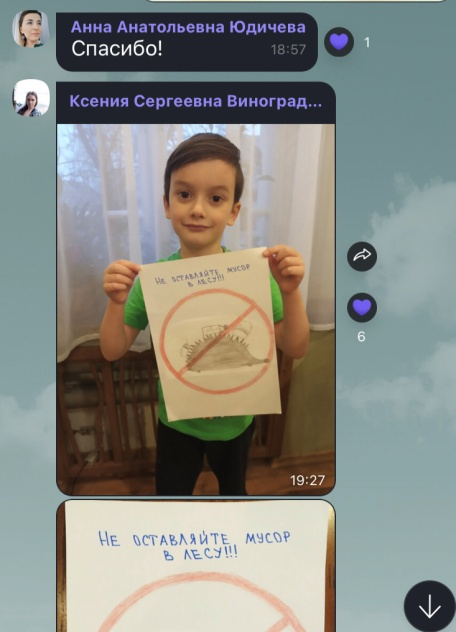 Анна Анатольевна Юдичева
Спасибо!
18:57
1
Ксения Сергеевна Виноград...
НЕ ОСТАВЛЯЙТЕ МУСОР
В ЛЕСУ!!!
6
19:27
НЕ ОСТАВЛЯЙТЕ МУСОР
В ЛЕСУ!!!